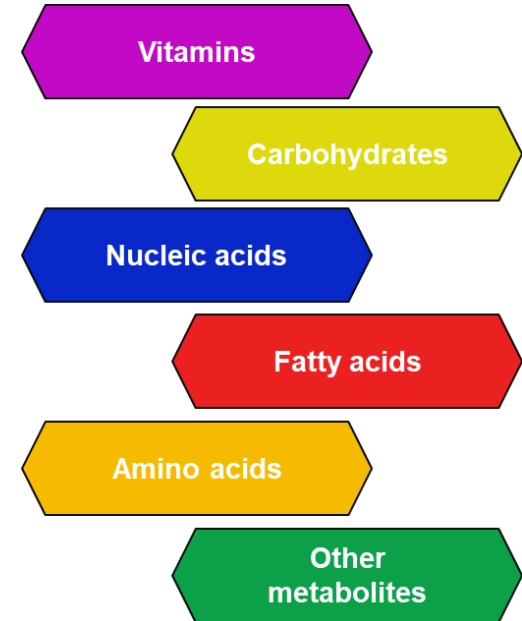 Vitamins
Carbohydrates
Nucleic acids
Fatty acids
Amino acids
Other
metabolites